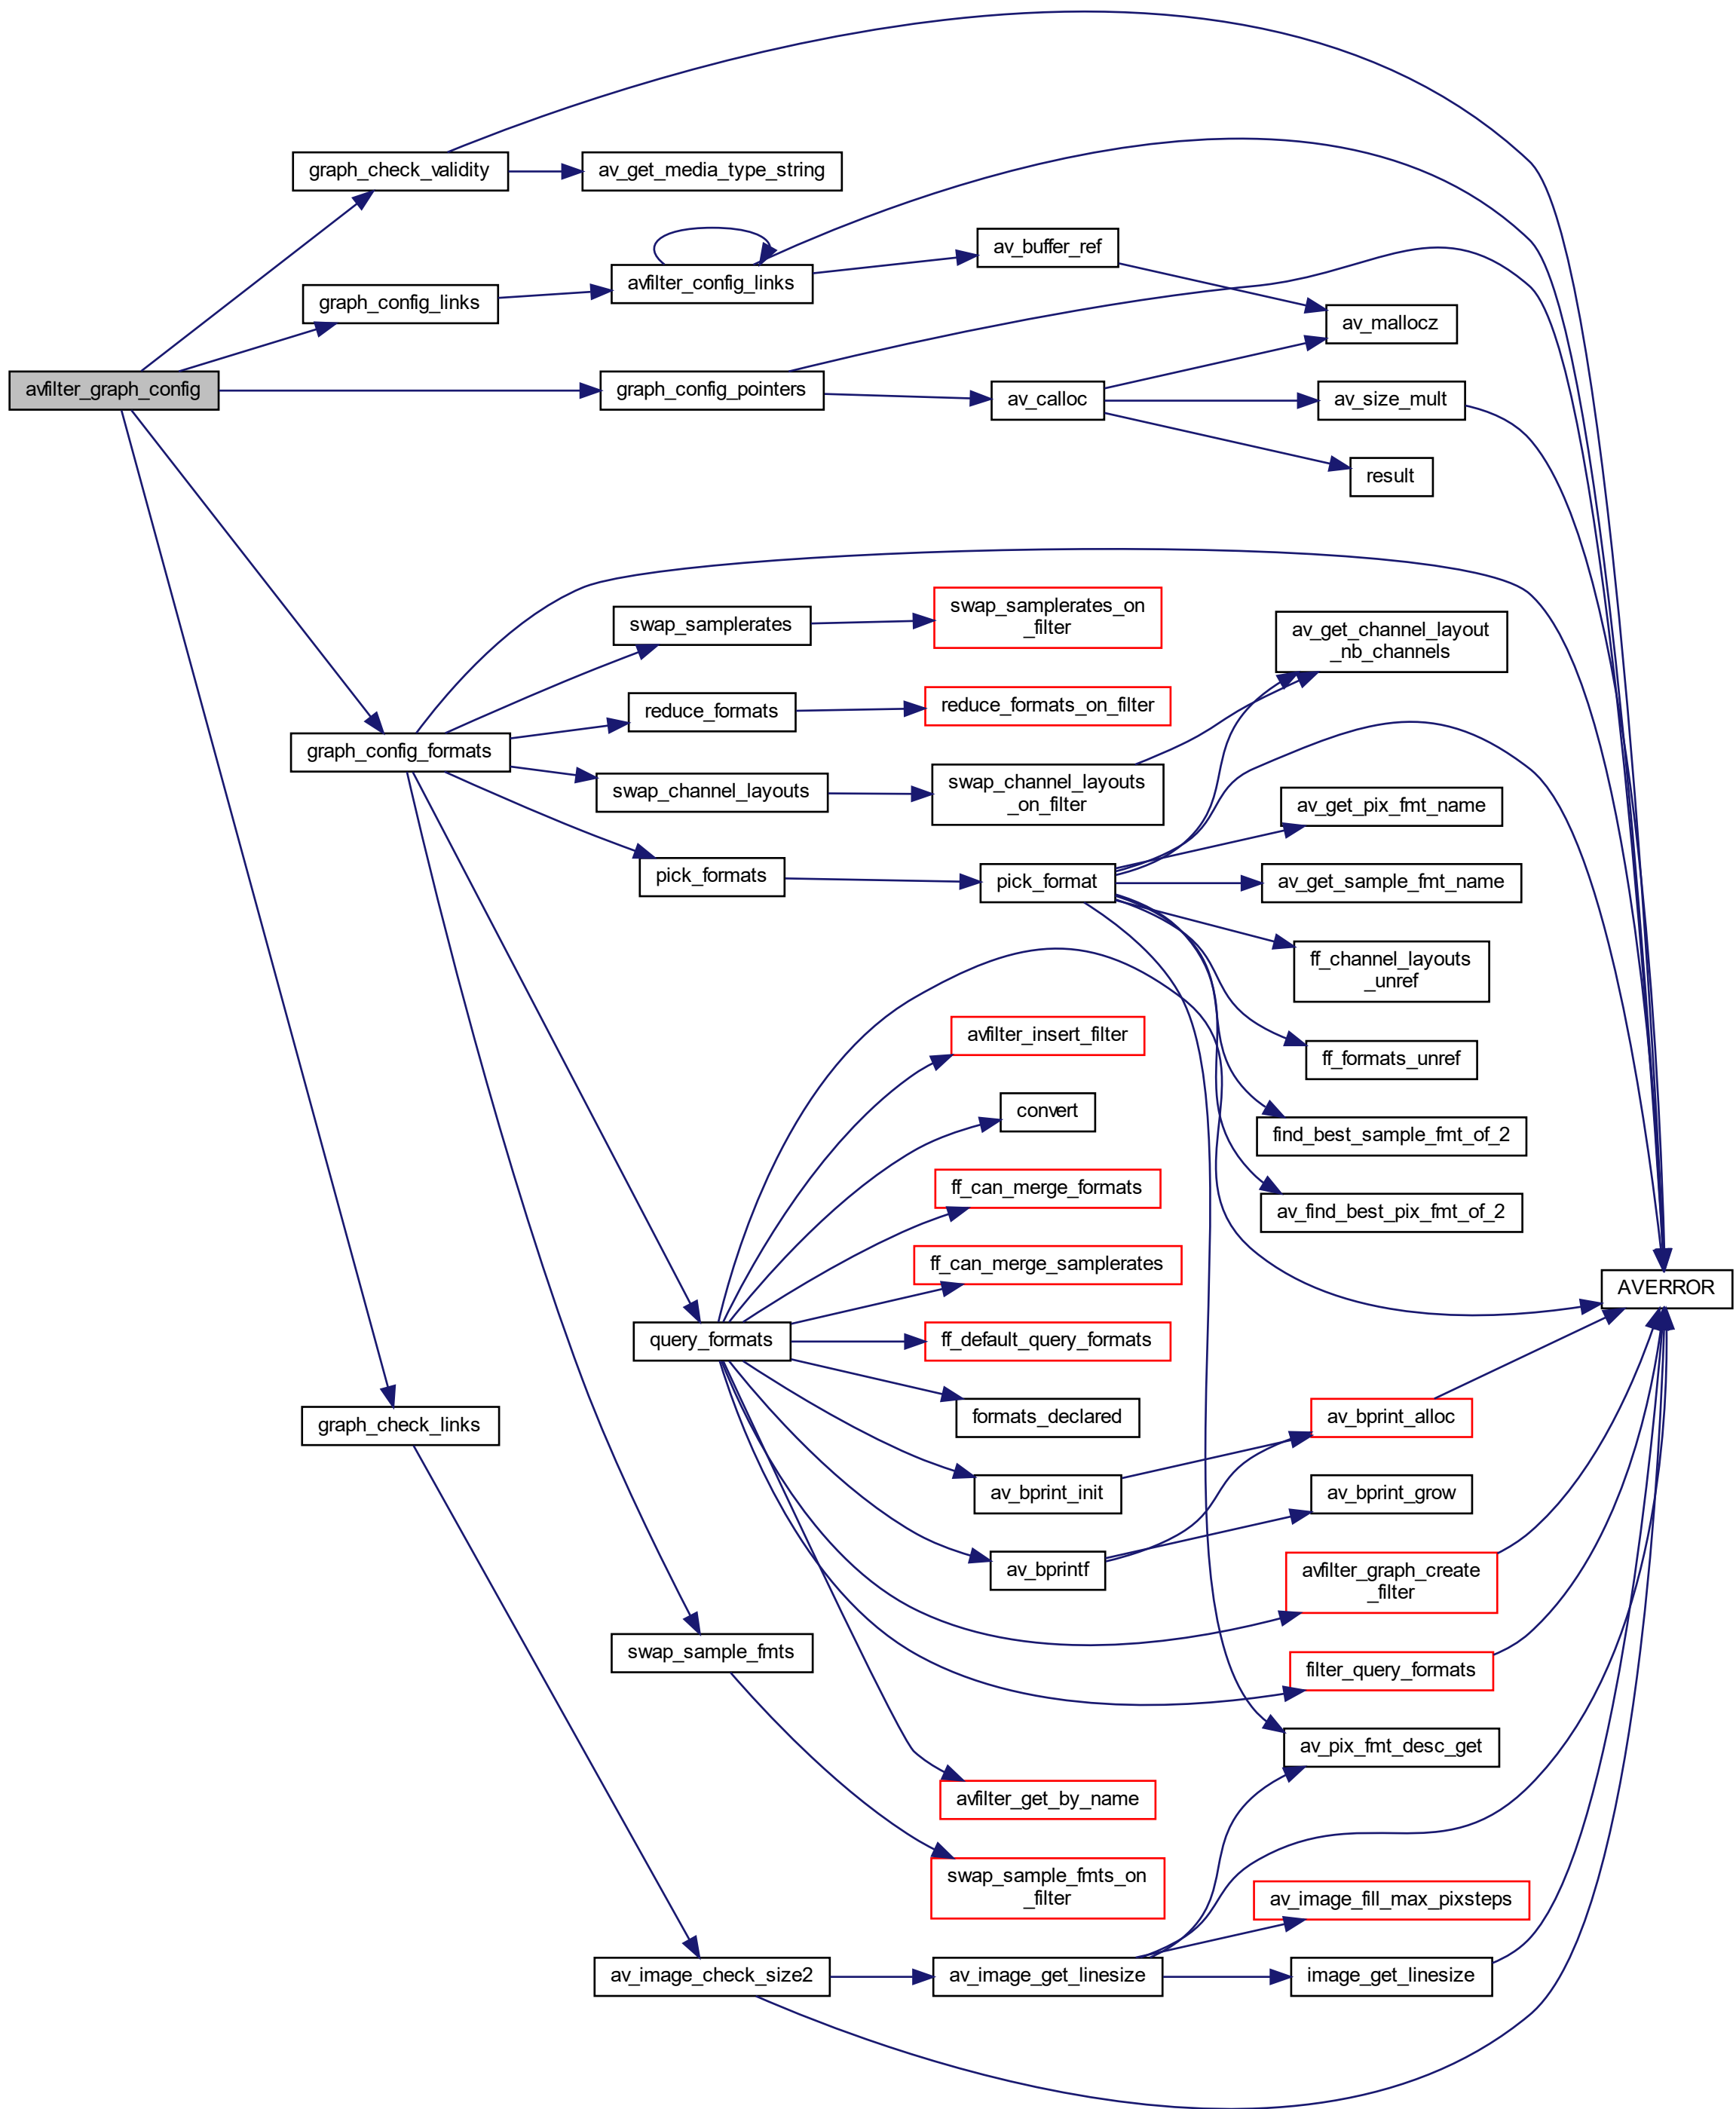 graph_check_validity
av_get_media_type_string
av_buffer_ref
avfilter_config_links
graph_config_links
av_mallocz
avfilter_graph_config
graph_config_pointers
av_calloc
av_size_mult
result
swap_samplerates
swap_samplerates_on
_filter
av_get_channel_layout
_nb_channels
reduce_formats
reduce_formats_on_filter
graph_config_formats
swap_channel_layouts
swap_channel_layouts
_on_filter
av_get_pix_fmt_name
pick_formats
pick_format
av_get_sample_fmt_name
ff_channel_layouts
_unref
avfilter_insert_filter
ff_formats_unref
convert
find_best_sample_fmt_of_2
ff_can_merge_formats
av_find_best_pix_fmt_of_2
ff_can_merge_samplerates
AVERROR
query_formats
ff_default_query_formats
formats_declared
graph_check_links
av_bprint_alloc
av_bprint_init
av_bprint_grow
av_bprintf
avfilter_graph_create
_filter
swap_sample_fmts
filter_query_formats
av_pix_fmt_desc_get
avfilter_get_by_name
swap_sample_fmts_on
_filter
av_image_fill_max_pixsteps
av_image_check_size2
av_image_get_linesize
image_get_linesize